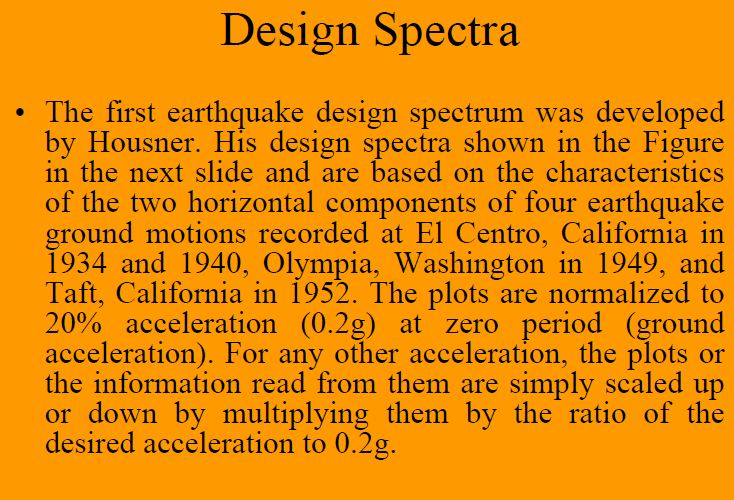 Design Spectra
• The first earthquake design spectrum was developed
by Housner. His design spectra shown in the Figure
in the next slide and are based on the characteristics
of the two horizontal components of four earthquake
ground motions recorded at El Centro, California in
1934 and 1940, Olympia, Washington in 1949, and
Taft, California in 1952. The plots are normalized to
20% acceleration (0.2g) at zero period (ground
acceleration). For any other acceleration, the plots or
the information read from them are simply scaled up
or down by multiplying them by the ratio of the
desired acceleration to 0.2g.